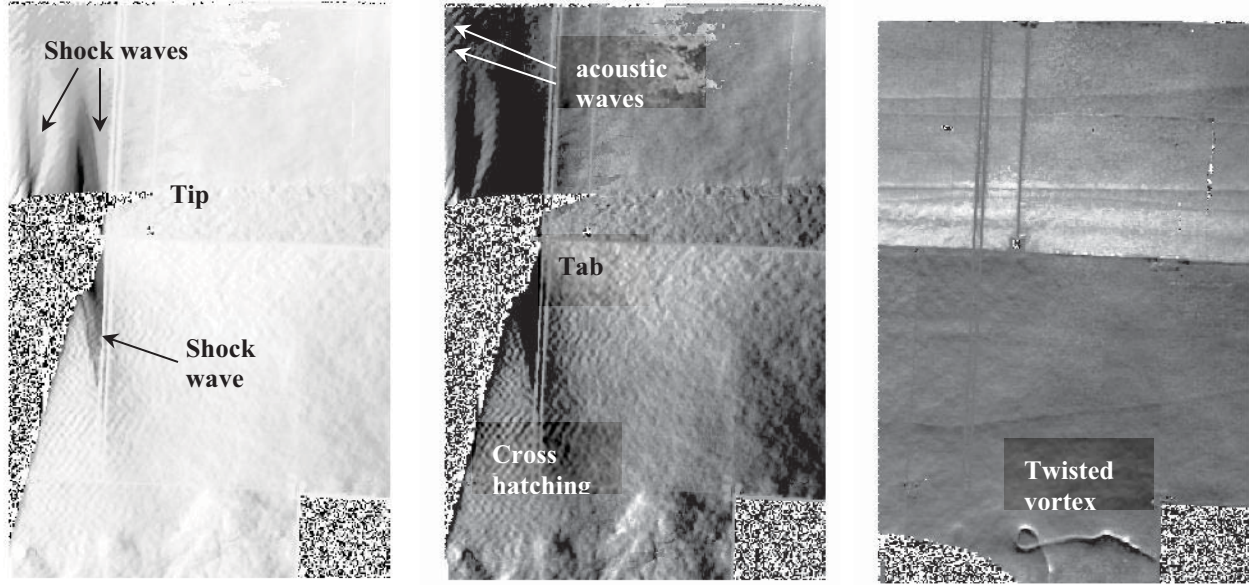 Shock waves
Tip
Shock
wave
acoustic
waves
Tab
Cross
hatching
Twisted
vortex